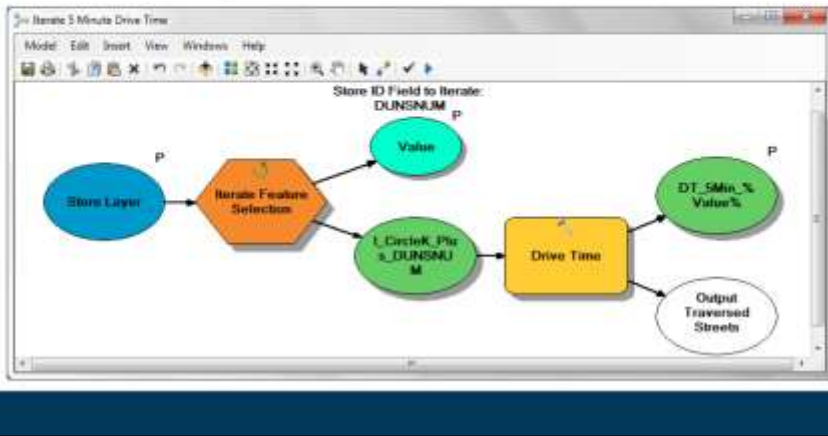 Iterate 5 Minute Drive Time
Model Edit Insert View Windows Help
Store ID Field to Iterate:
DUNSNUM
P
Value
P
Store Layer
Iterate Feature
Selection
P
DT_5Min_%
Value%
I_CircleK_Plu
s_DUNSNU
M
Drive Time
Output
Traversed
Streets